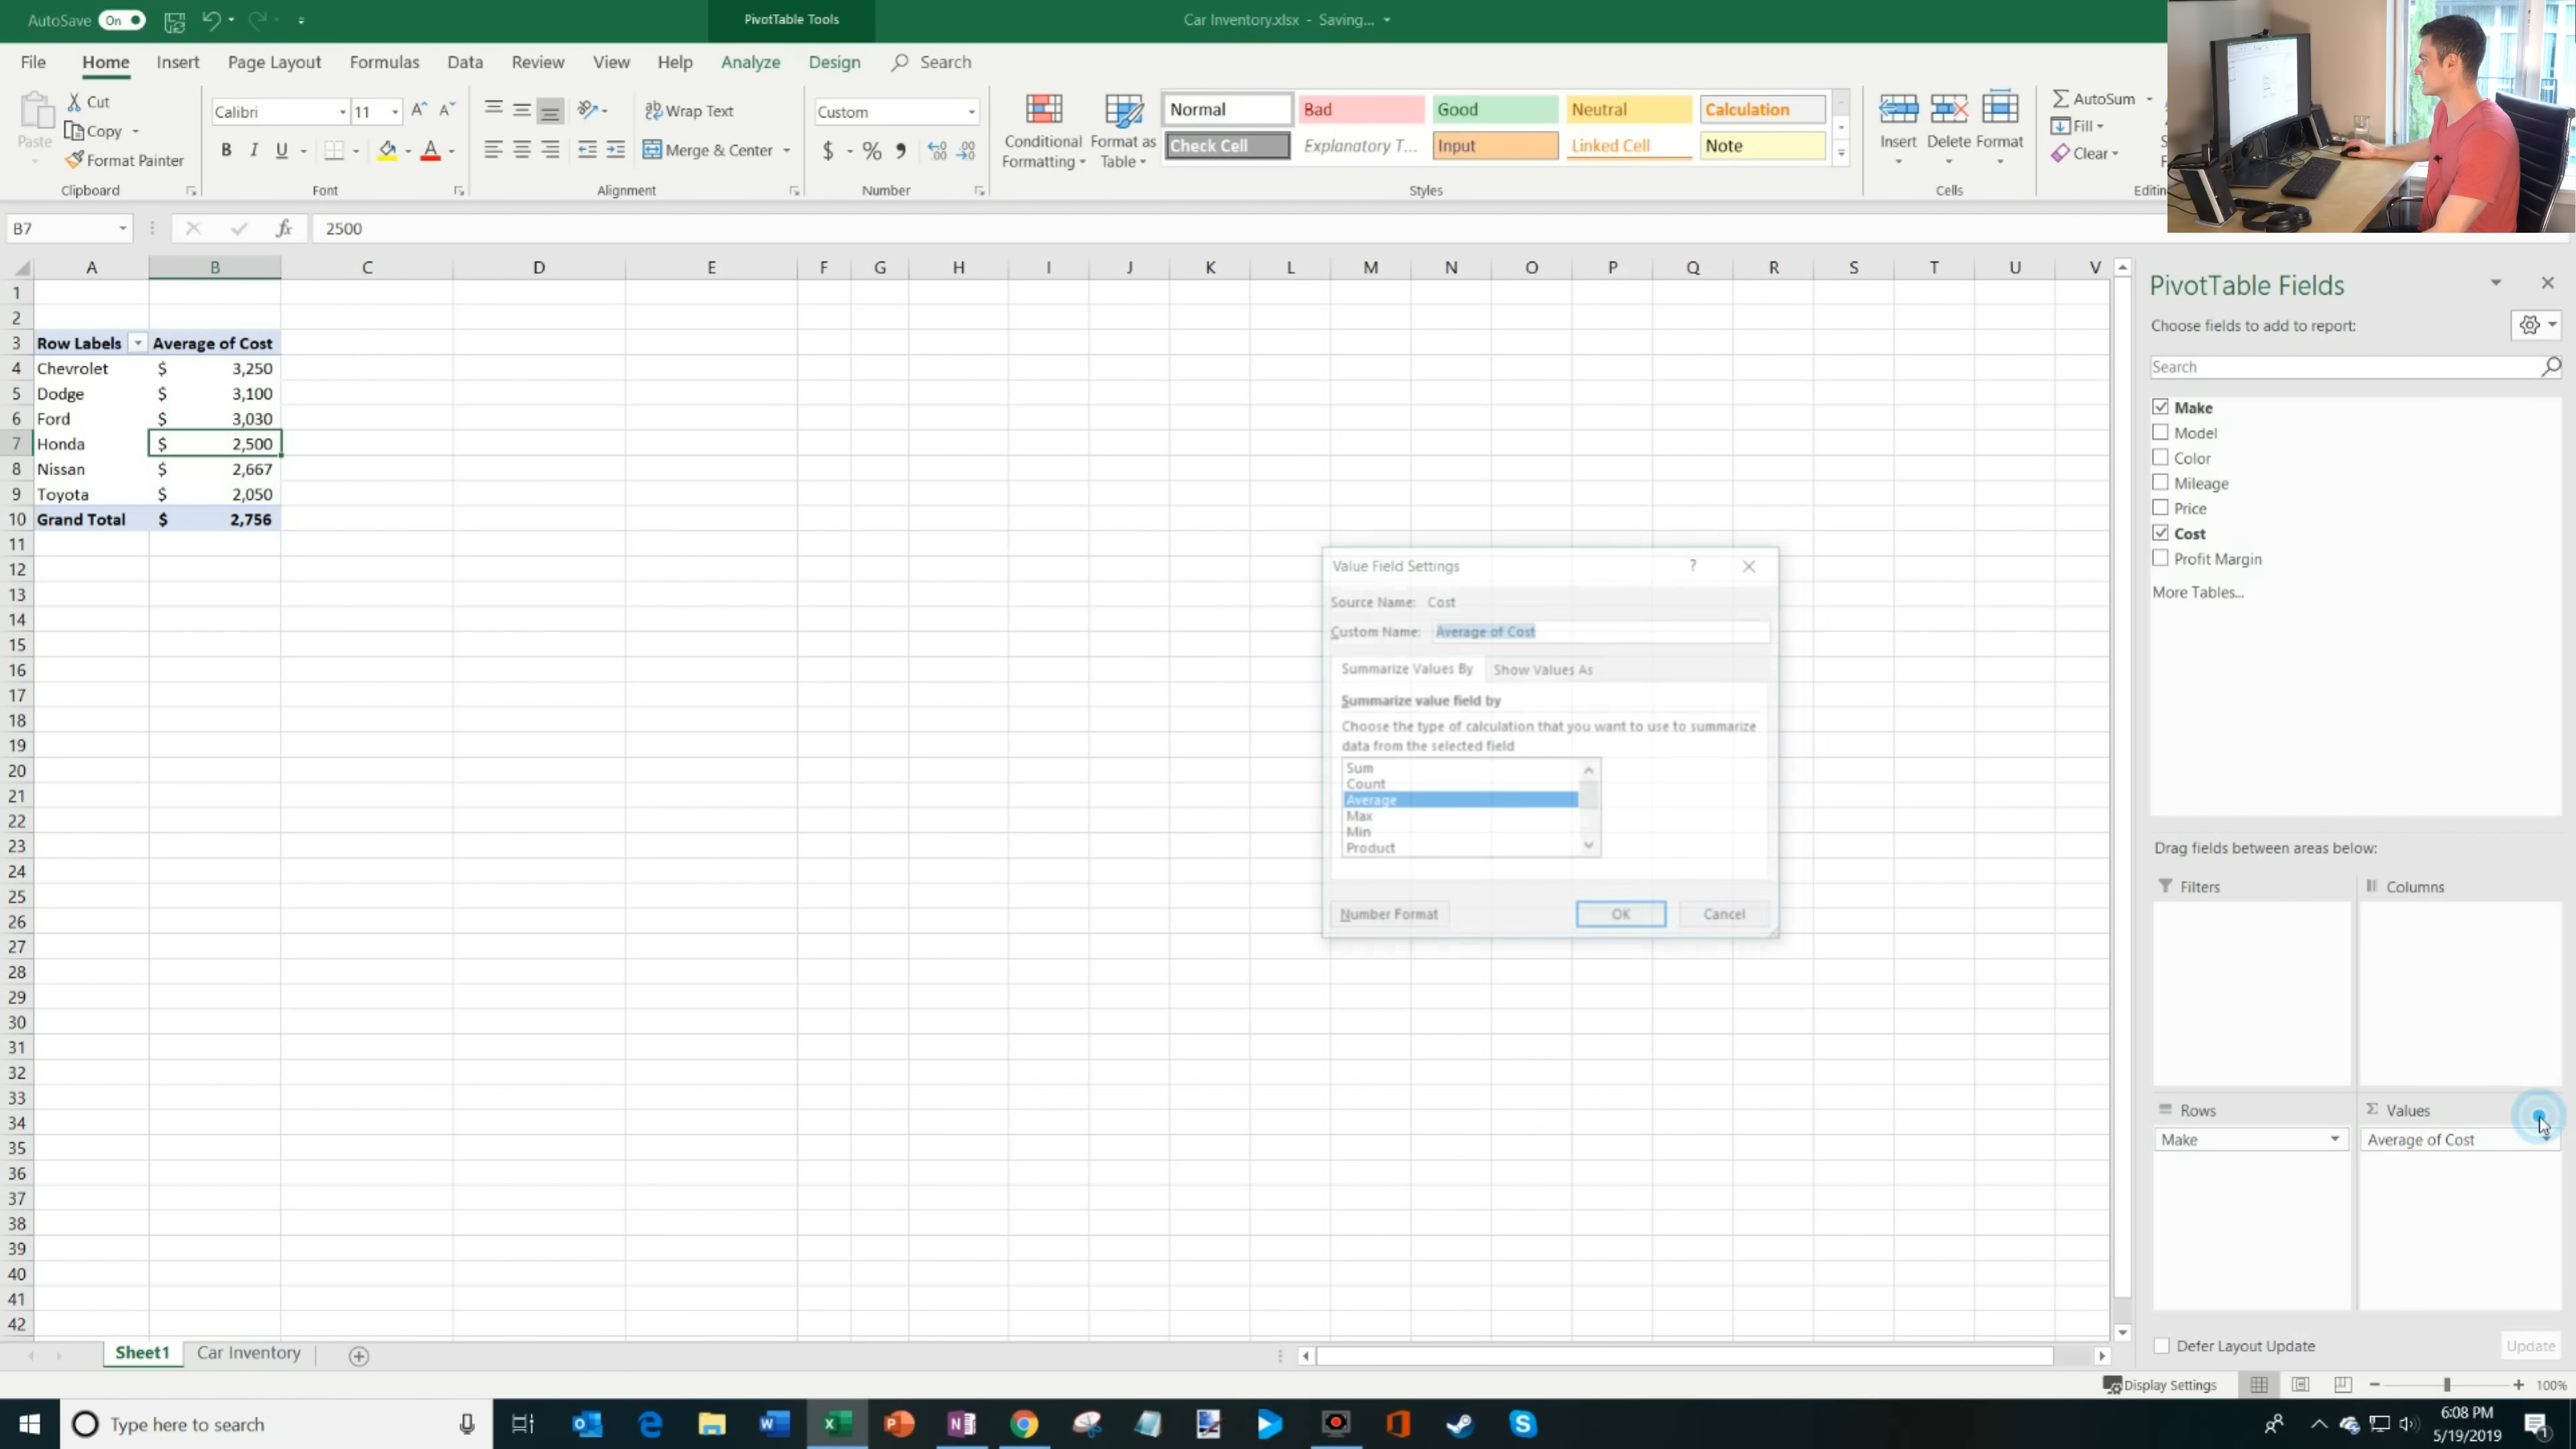 AutoSave On
PivotTable Tools
Car Inventory.xlsx - Saving...
File Home Insert Page Layout Formulas Data Review View Help Analyze Design Search
Paste
Cut
Copy
Format Painter
Clipboard
Calibri 11
B I U
Font
Wrap Text
Merge & Center
Alignment
Custom
$ % ,
Number
Conditional Formatting
Format as Table
Normal Bad Good Neutral Calculation
Check Cell Explanatory T... Input Linked Cell Note
Styles
Insert Delete Format
Cells
AutoSum
Fill
Clear
Editin
B7 fx 2500
A B C D E F G H I J K L M N O P Q R S T U V
1
2
3 Row Labels Average of Cost
4 Chevrolet $ 3,250
5 Dodge $ 3,100
6 Ford $ 3,030
7 Honda $ 2,500
8 Nissan $ 2,667
9 Toyota $ 2,050
10 Grand Total $ 2,756
11
12
13
14
15
16
17
18
19
20
21
22
23
24
25
26
27
28
29
30
31
32
33
34
35
36
37
38
39
40
41
42
Value Field Settings ?
Source Name: Cost
Custom Name: Average of Cost
Summarize Values By Show Values As
Summarize value field by
Choose the type of calculation that you want to use to summarize
data from the selected field
Sum
Count
Average
Max
Min
Product
Number Format OK Cancel
PivotTable Fields
Choose fields to add to report:
Search
Make
Model
Color
Mileage
Price
Cost
Profit Margin
More Tables...
Drag fields between areas below:
Filters Columns
Rows Σ Values
Make Average of Cost
Defer Layout Update Update
Sheet1 Car Inventory
Display Settings 100%
Type here to search
6:08 PM
5/19/2019